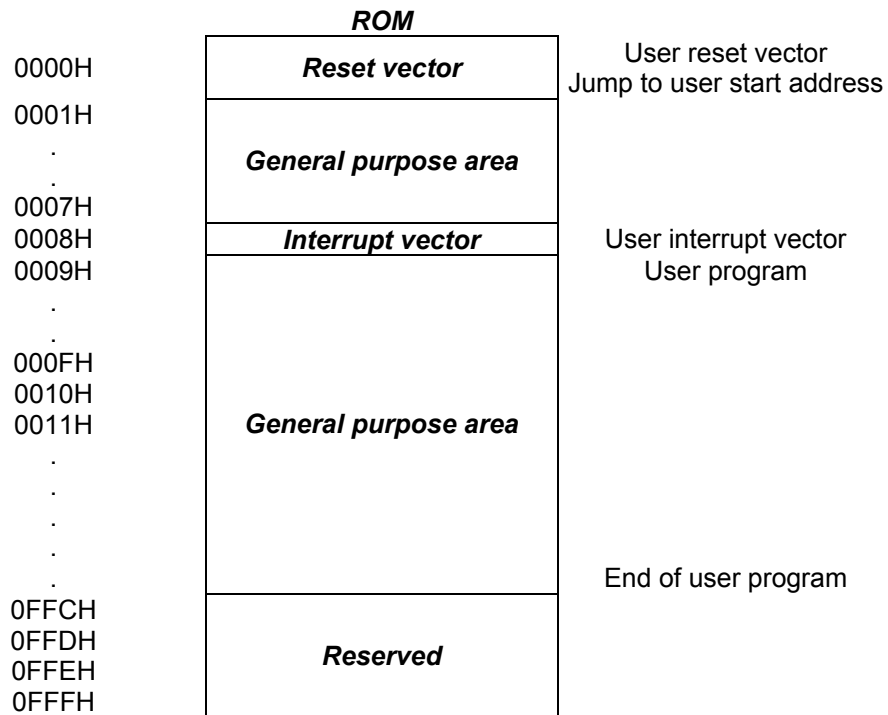 ROM
0000H
Reset vector
User reset vector
Jump to user start address
0001H
.
.
General purpose area
0007H
0008H
Interrupt vector
User interrupt vector
0009H
User program
.
.
000FH
0010H
0011H
General purpose area
.
.
.
.
.
End of user program
0FFCH
0FFDH
0FFEH
0FFFH
Reserved